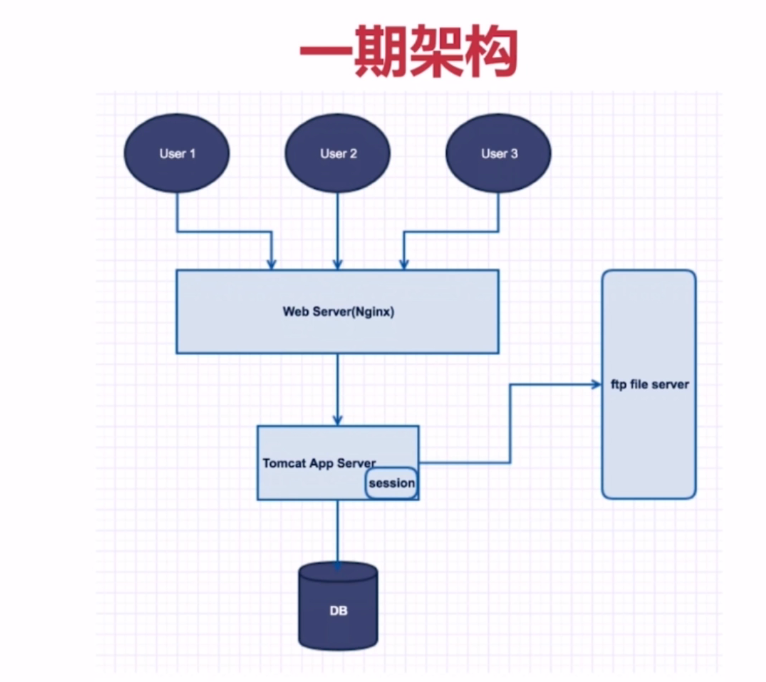 一期架构
User 1
User 2
User 3
Web Server(Nginx)
ftp file server
Tomcat App Server
session
DB